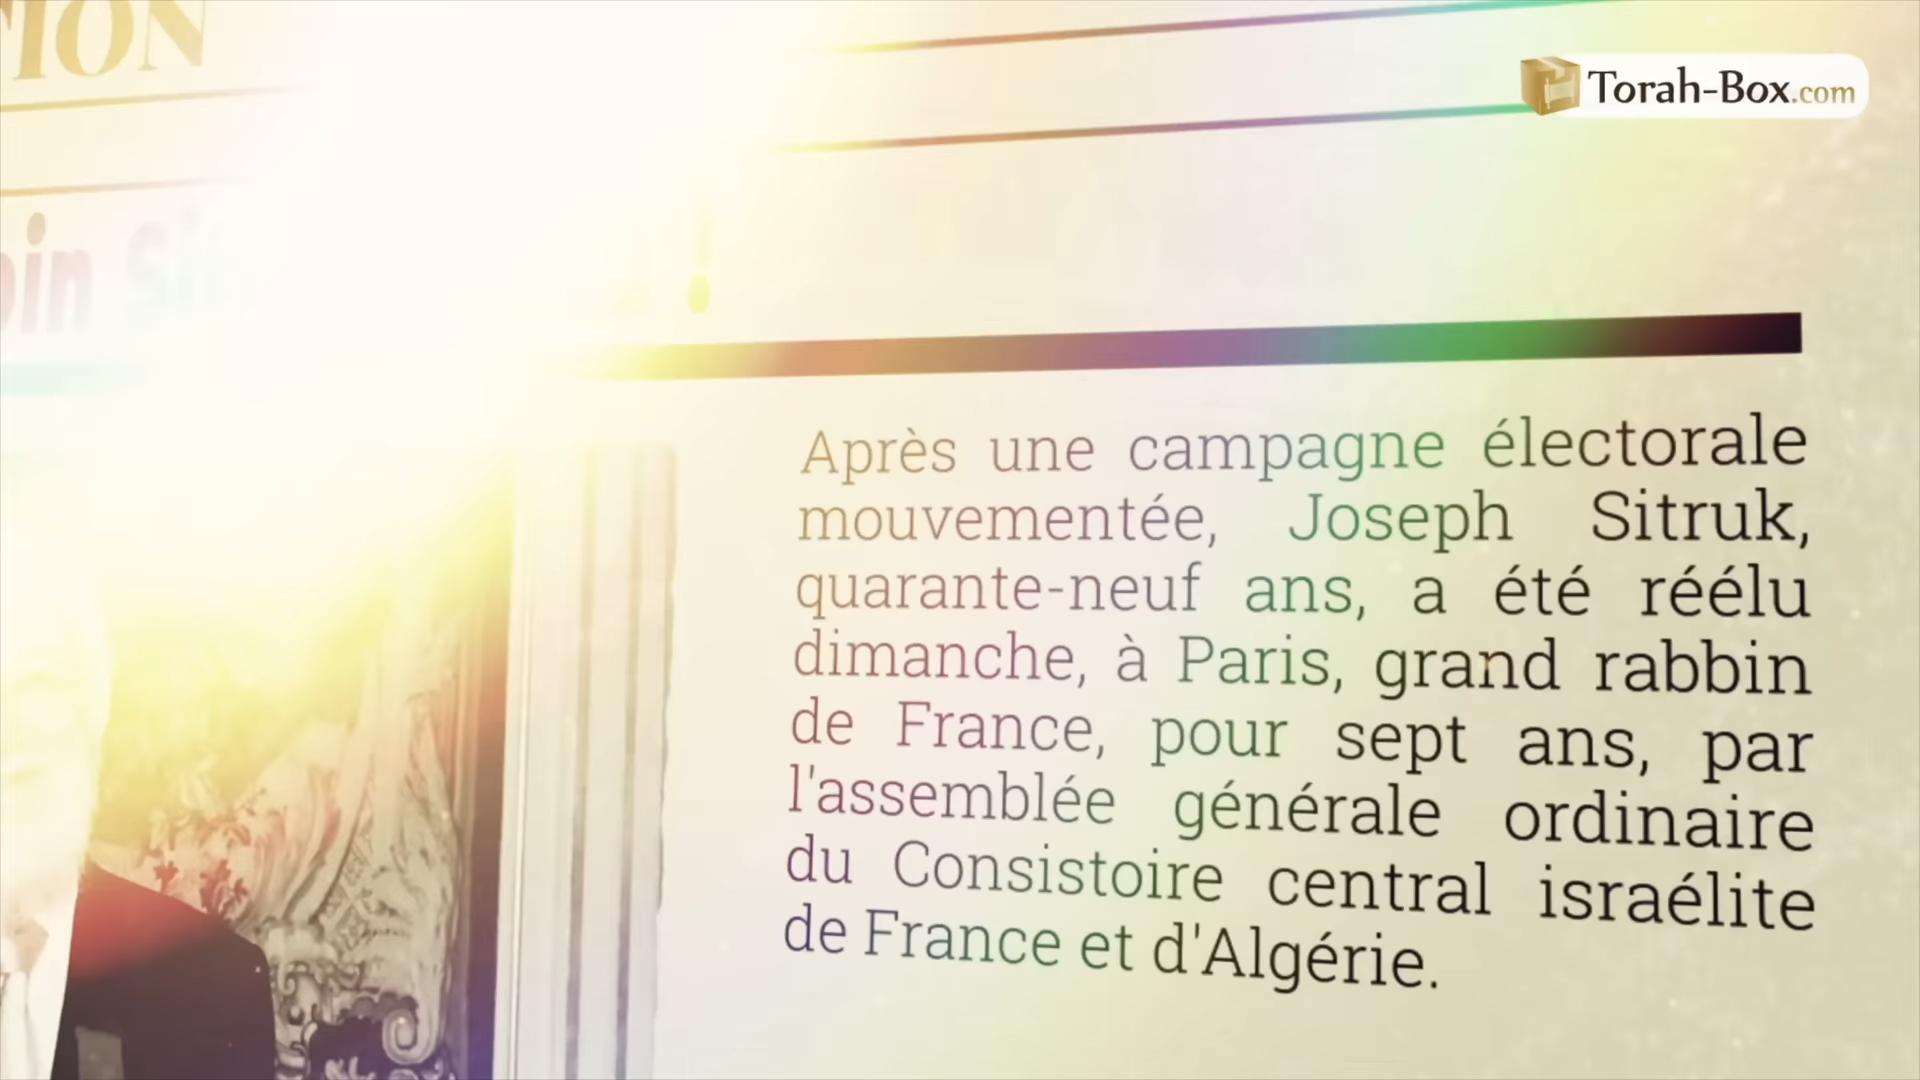 Torah-Box.com
!
Après une campagne électorale
mouvementée, Joseph Sitruk,
quarante-neuf ans, a été réélu
dimanche, à Paris, grand rabbin
de France, pour sept ans, par
l'assemblée générale ordinaire
du Consistoire central israélite
de France et d'Algérie.